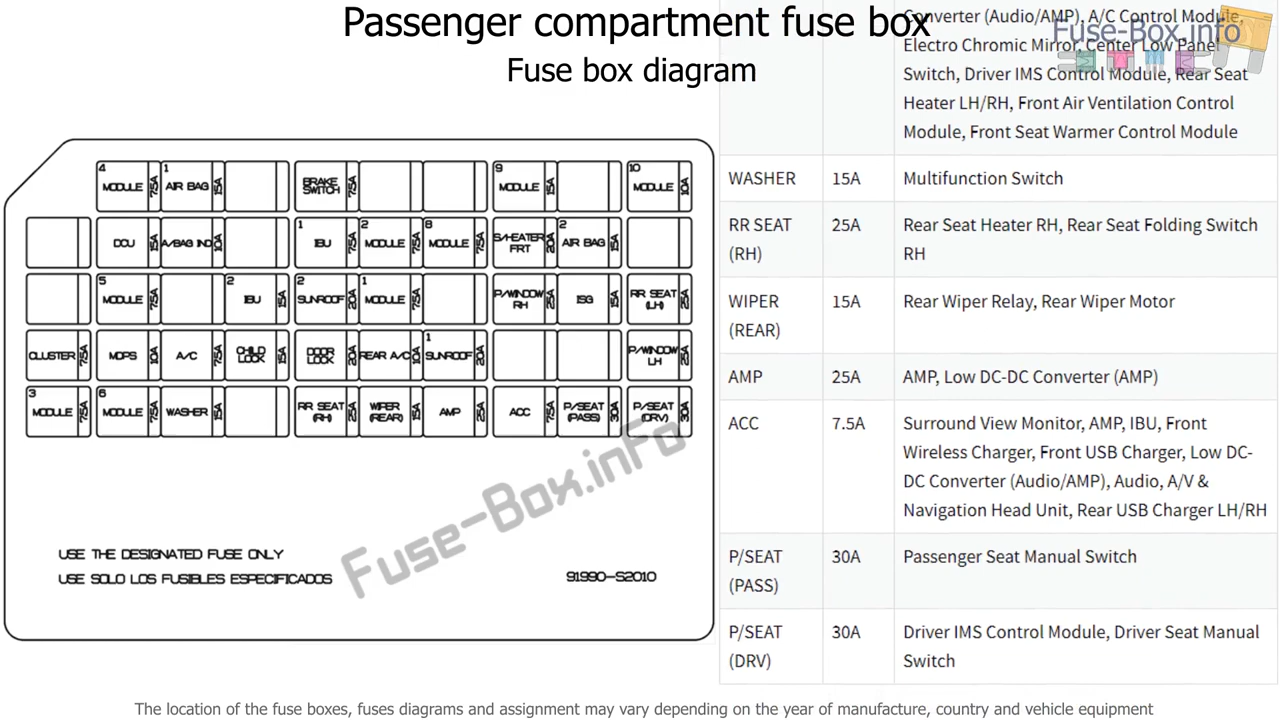 Passenger compartment fuse box
Fuse box diagram
Fuse-Box.info
4 MODULE 7.5A 1 AIR BAG 15A BRAKE SWITCH 7.5A 9 MODULE 15A 10 MODULE 10A
DCU 15A A/BAG IND 10A 1 IBU 7.5A 2 MODULE 7.5A 8 MODULE 7.5A S/HEATER FRT 20A 2 AIR BAG 15A
5 MODULE 7.5A 2 IBU 15A 2 SUNROOF 20A 1 MODULE 7.5A P/WINDOW RH 25A ISG 15A RR SEAT (LH) 25A
CLUSTER 7.5A MDPS 10A A/C 7.5A CHILD LOCK 15A DOOR LOCK 20A REAR A/C 10A 1 SUNROOF 20A P/WINDOW LH 25A
3 MODULE 7.5A 6 MODULE 7.5A WASHER 15A RR SEAT (RH) 25A WIPER (REAR) 15A AMP 25A ACC 7.5A P/SEAT (PASS) 30A P/SEAT (DRV) 30A
Fuse-Box.info
USE THE DESIGNATED FUSE ONLY
USE SOLO LOS FUSIBLES ESPECIFICADOS
91990-S2010
Converter (Audio/AMP), A/C Control Module,
Electro Chromic Mirror, Center Low Panel
Switch, Driver IMS Control Module, Rear Seat
Heater LH/RH, Front Air Ventilation Control
Module, Front Seat Warmer Control Module
WASHER 15A Multifunction Switch
RR SEAT 25A Rear Seat Heater RH, Rear Seat Folding Switch
(RH) RH
WIPER 15A Rear Wiper Relay, Rear Wiper Motor
(REAR)
AMP 25A AMP, Low DC-DC Converter (AMP)
ACC 7.5A Surround View Monitor, AMP, IBU, Front
Wireless Charger, Front USB Charger, Low DC-
DC Converter (Audio/AMP), Audio, A/V &
Navigation Head Unit, Rear USB Charger LH/RH
P/SEAT 30A Passenger Seat Manual Switch
(PASS)
P/SEAT 30A Driver IMS Control Module, Driver Seat Manual
(DRV) Switch
The location of the fuse boxes, fuses diagrams and assignment may vary depending on the year of manufacture, country and vehicle equipment